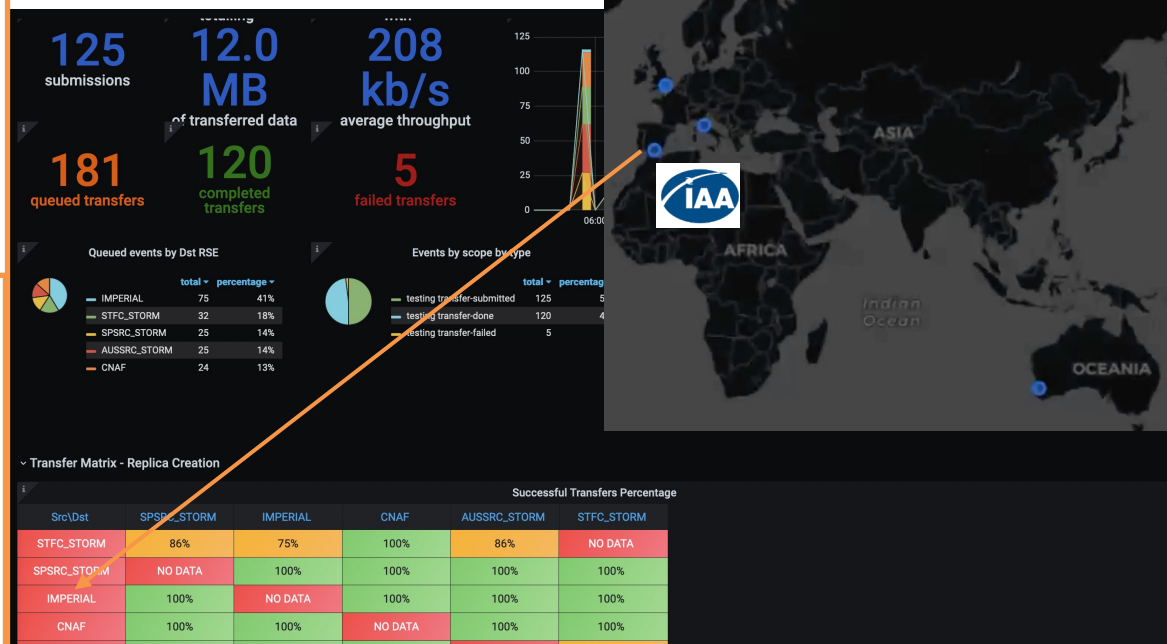 totalling
with
125
submissions
12.0
MB
of transferred data
208
kb/s
average throughput
181
queued transfers
120
completed
transfers
5
failed transfers
125
100
75
50
25
0
06:00
Queued events by Dst RSE
total percentage
IMPERIAL 75 41%
STFC_STORM 32 18%
SPSRC_STORM 25 14%
AUSSRC_STORM 25 14%
CNAF 24 13%
Events by scope by type
total percentag
testing transfer-submitted 125 5
testing transfer-done 120 4
testing transfer-failed 5
ASIA
IAA
AFRICA
Indian
Ocean
OCEANIA
Transfer Matrix - Replica Creation
Successful Transfers Percentage
Src\Dst SPSRC_STORM IMPERIAL CNAF AUSSRC_STORM STFC_STORM
STFC_STORM 86% 75% 100% 86% NO DATA
SPSRC_STORM NO DATA 100% 100% 100% 100%
IMPERIAL 100% NO DATA 100% 100% 100%
CNAF 100% 100% NO DATA 100% 100%